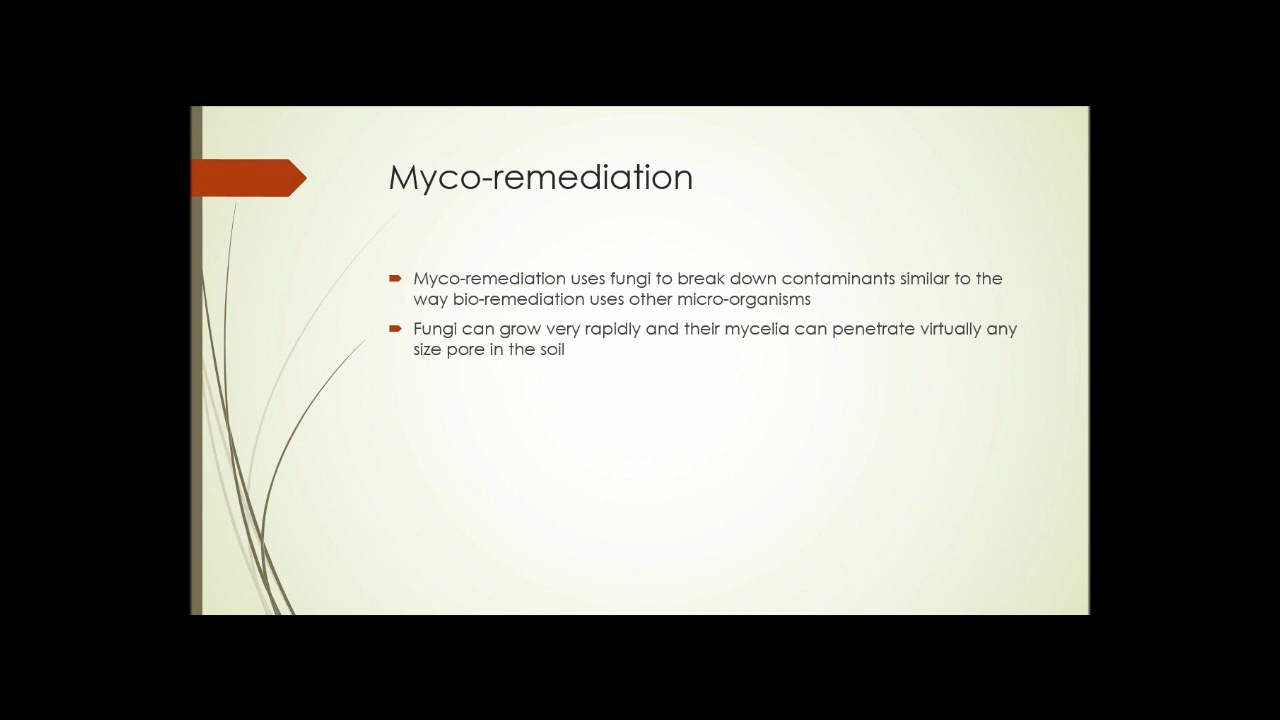 Myco-remediation
Myco-remediation uses fungi to break down contaminants similar to the
way bio-remediation uses other micro-organisms
Fungi can grow very rapidly and their mycelia can penetrate virtually any
size pore in the soil